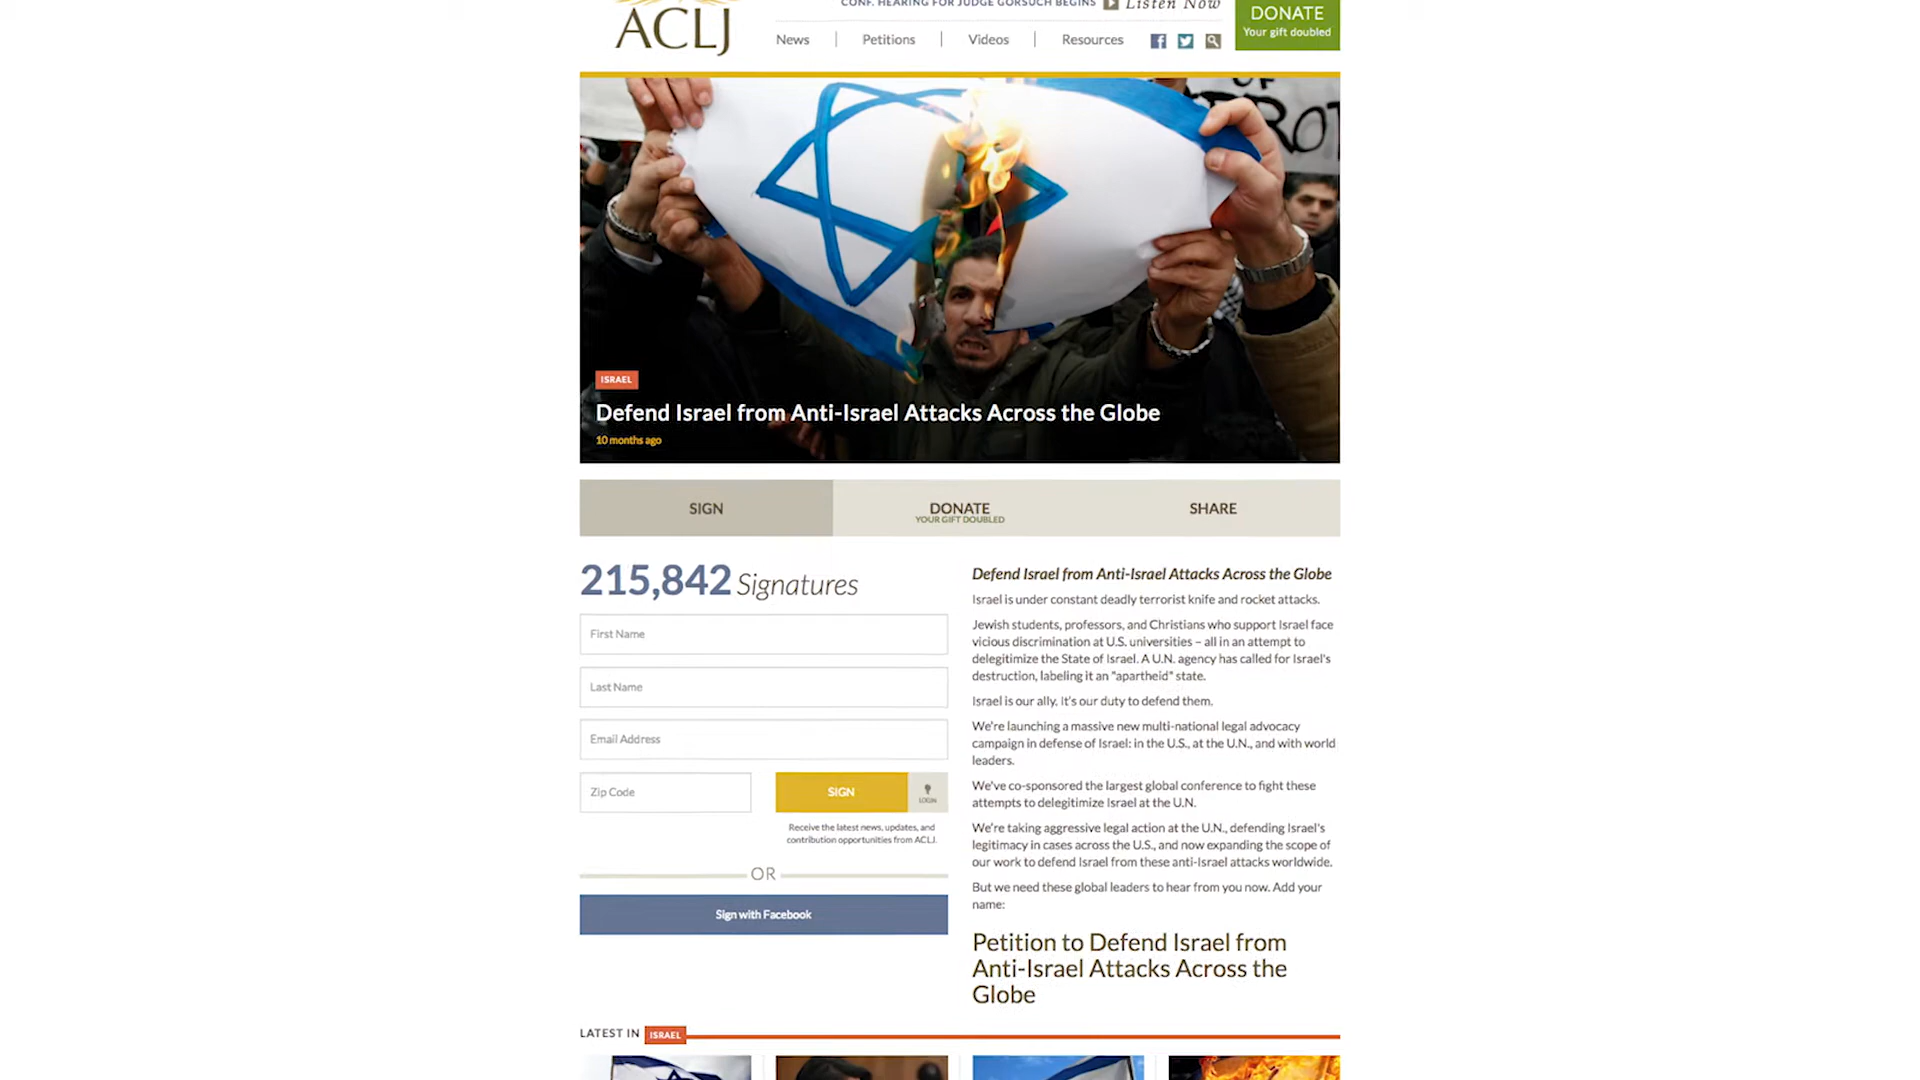 ACLJ
CONF. HEARING FOR JUDGE GORSUCH BEGINS
Listen Now
DONATE
Your gift doubled
News
Petitions
Videos
Resources
ROT
ISRAEL
Defend Israel from Anti-Israel Attacks Across the Globe
10 months ago
SIGN
DONATE
YOUR GIFT DOUBLED
SHARE
215,842 Signatures
First Name
Last Name
Email Address
Zip Code
SIGN
LOGIN
Receive the latest news, updates, and
contribution opportunities from ACLJ.
OR
Sign with Facebook
Defend Israel from Anti-Israel Attacks Across the Globe
Israel is under constant deadly terrorist knife and rocket attacks.
Jewish students, professors, and Christians who support Israel face
vicious discrimination at U.S. universities – all in an attempt to
delegitimize the State of Israel. A U.N. agency has called for Israel's
destruction, labeling it an "apartheid" state.
Israel is our ally. It's our duty to defend them.
We're launching a massive new multi-national legal advocacy
campaign in defense of Israel: in the U.S., at the U.N., and with world
leaders.
We've co-sponsored the largest global conference to fight these
attempts to delegitimize Israel at the U.N.
We're taking aggressive legal action at the U.N., defending Israel's
legitimacy in cases across the U.S., and now expanding the scope of
our work to defend Israel from these anti-Israel attacks worldwide.
But we need these global leaders to hear from you now. Add your
name:
Petition to Defend Israel from
Anti-Israel Attacks Across the
Globe
LATEST IN ISRAEL